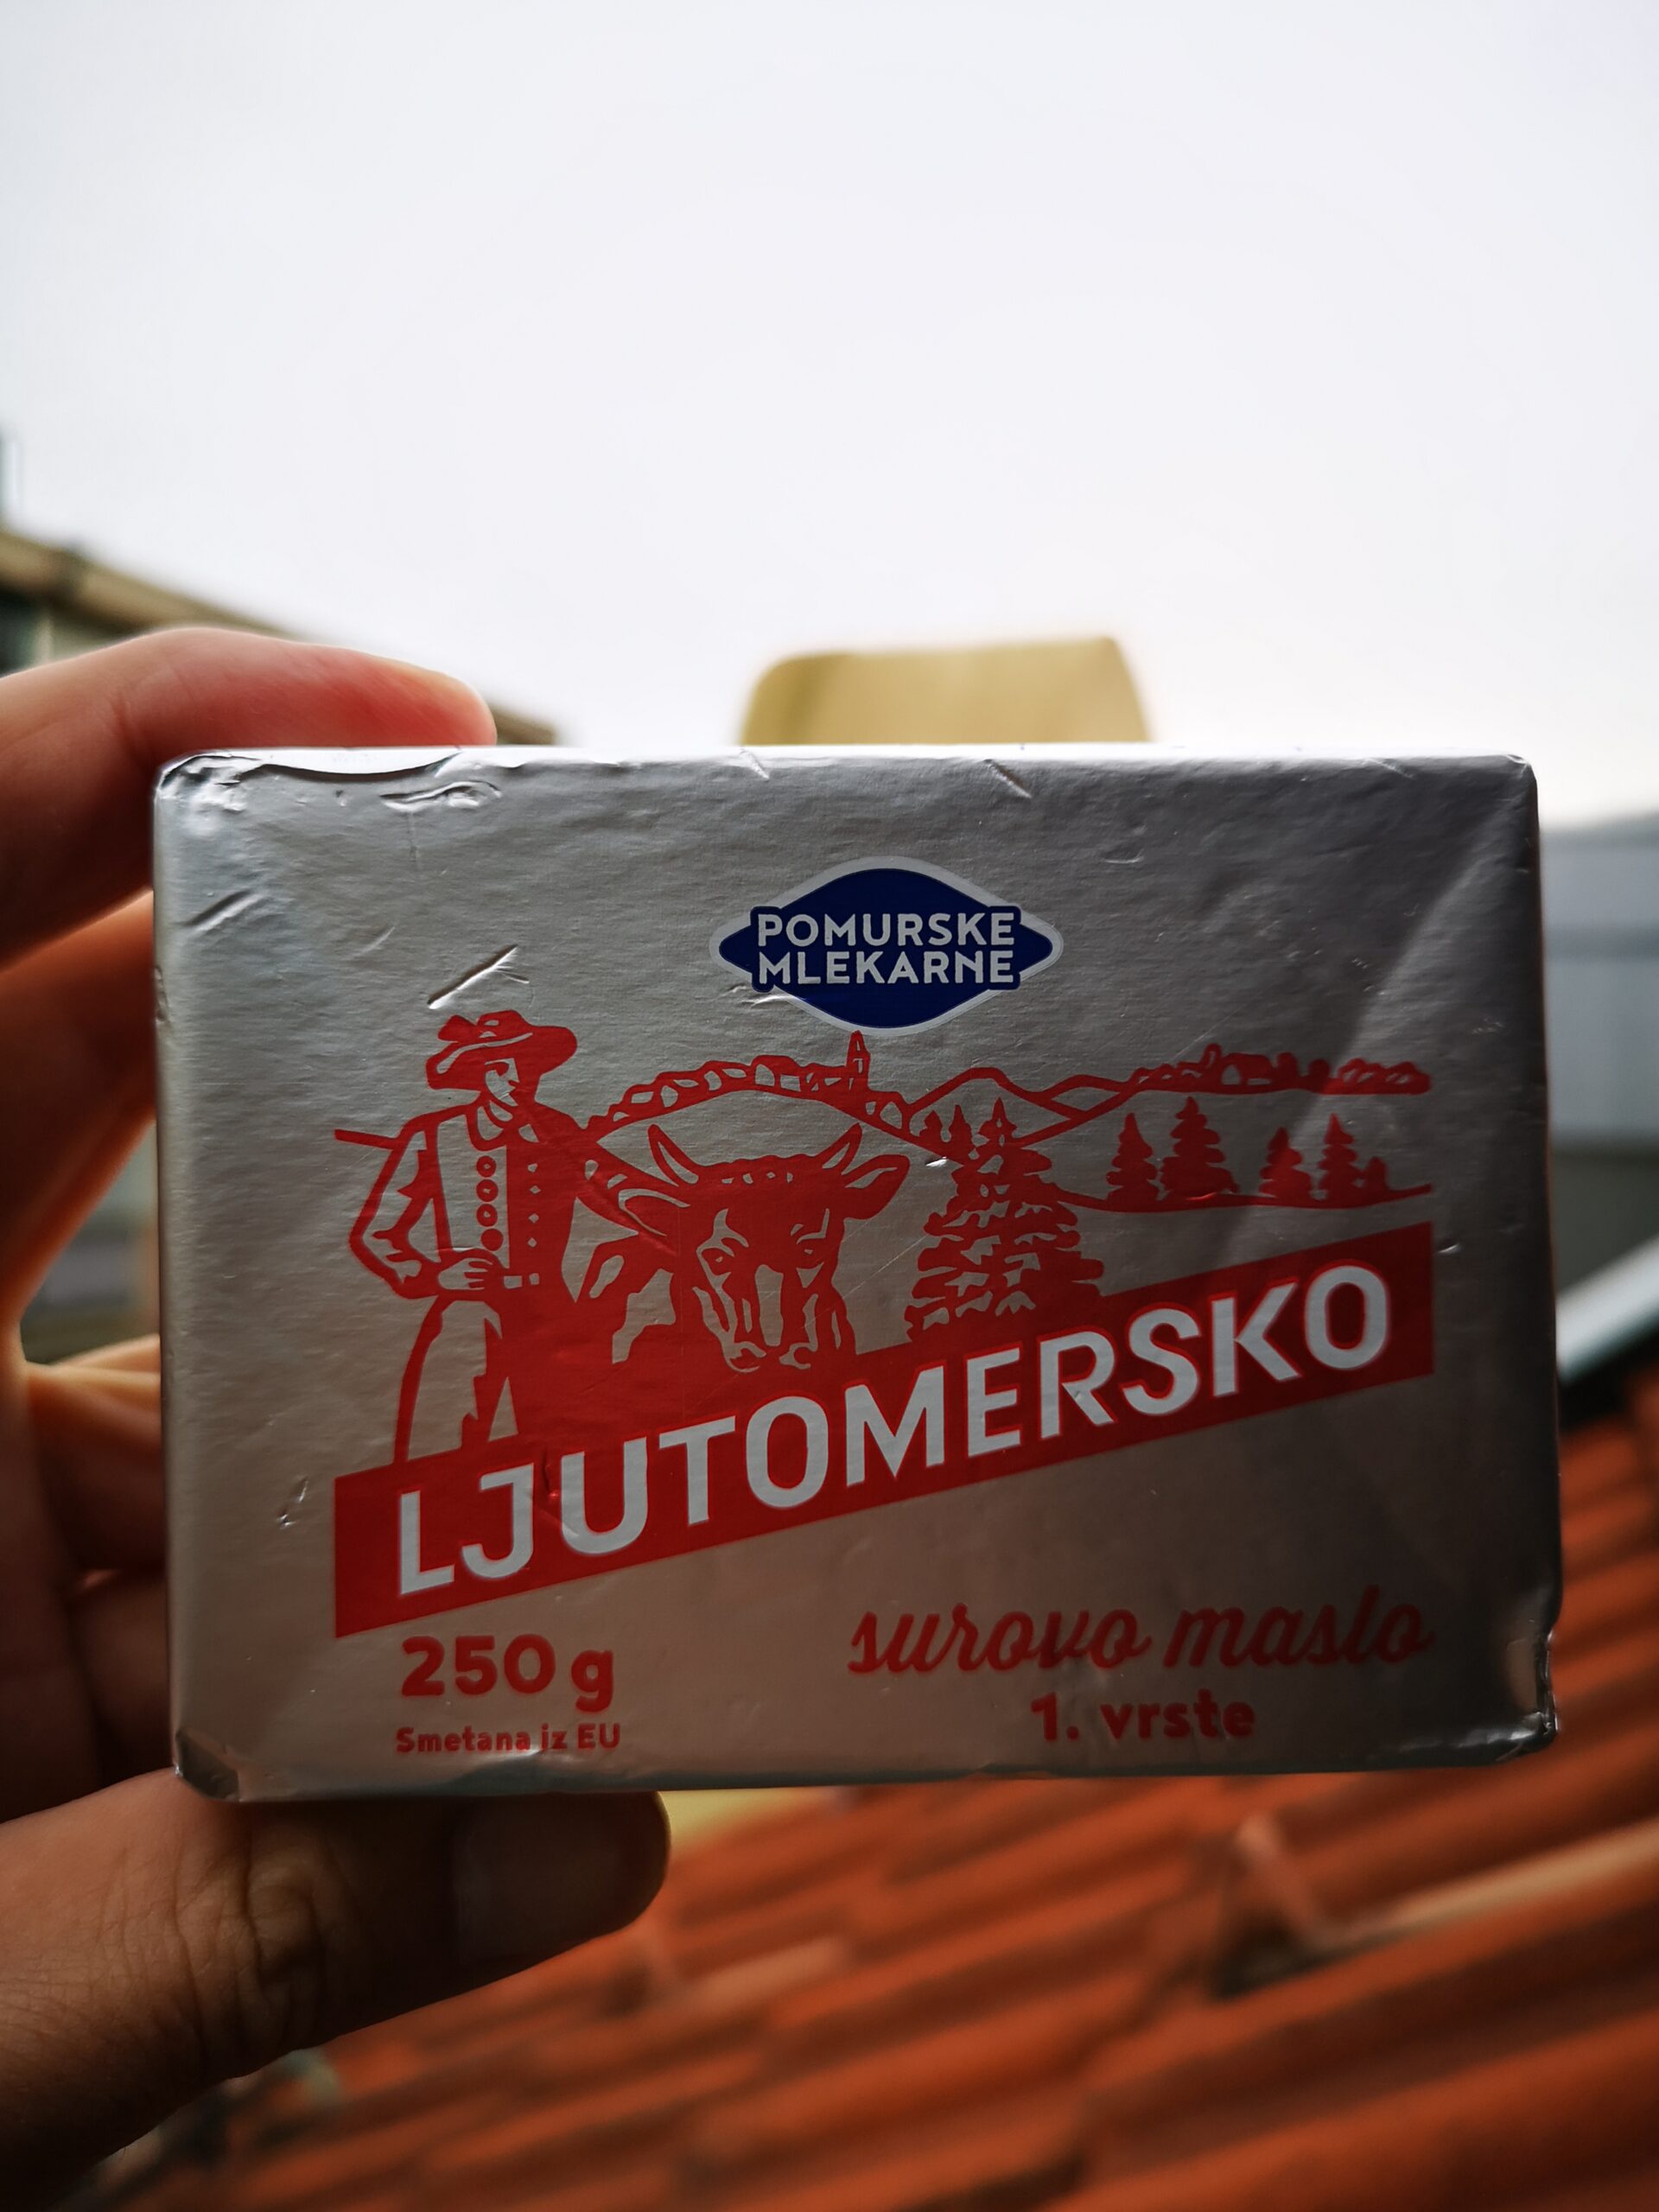 POMURSKE
MLEKARNE
LJUTOMERSKO
250 g
Smetana iz EU
surovo maslo
1. vrste